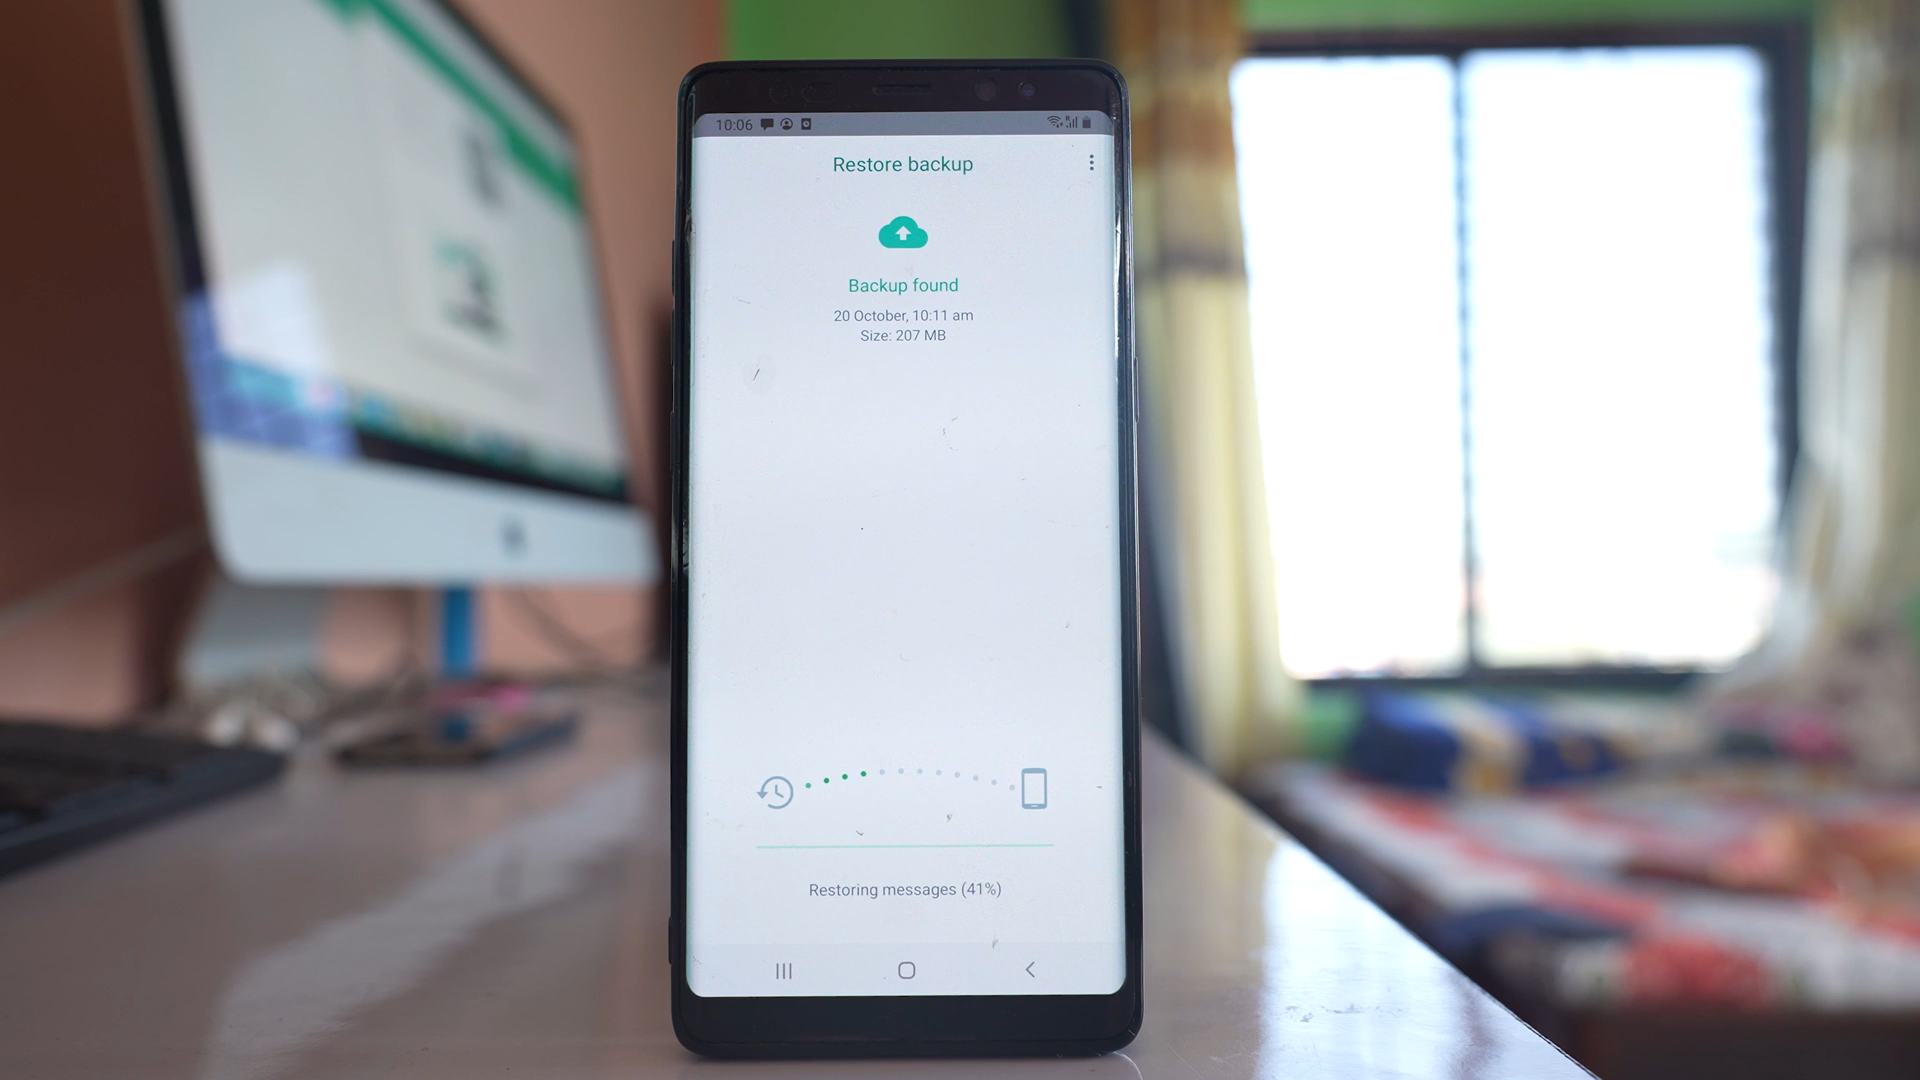 10:06
Restore backup
Backup found
20 October, 10:11 am
Size: 207 MB
Restoring messages (41%)